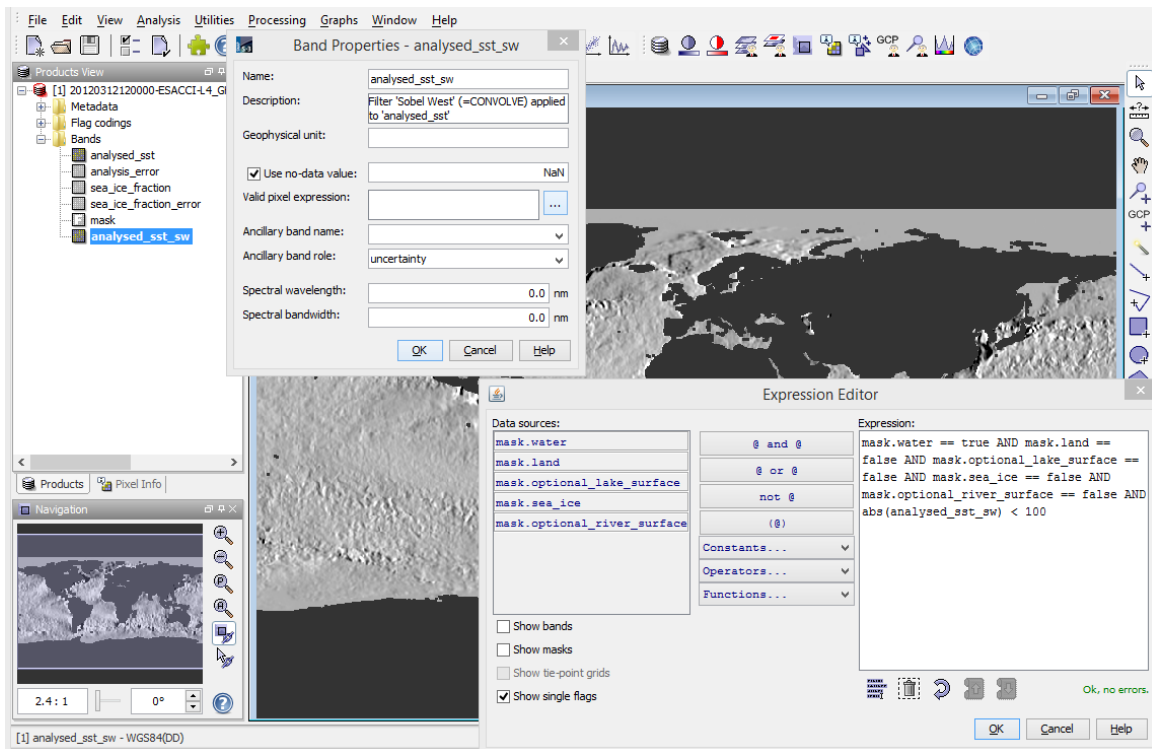 File Edit View Analysis Utilities Processing Graphs Window Help
GCP
Products View
[1] 20120312120000-ESACCI-L4_G
Metadata
Flag codings
Bands
analysed_sst
analysis_error
sea_ice_fraction
sea_ice_fraction_error
mask
analysed_sst_sw
Products Pixel Info
Navigation
2.4 : 1 0°
[1] analysed_sst_sw - WGS84(DD)
Band Properties - analysed_sst_sw
Name: analysed_sst_sw
Description: Filter 'Sobel West' (=CONVOLVE) applied
to 'analysed_sst'
Geophysical unit:
Use no-data value: NaN
Valid pixel expression: ...
Ancillary band name:
Ancillary band role: uncertainty
Spectral wavelength: 0.0 nm
Spectral bandwidth: 0.0 nm
OK Cancel Help
GCP
Expression Editor
Data sources:
mask.water
mask.land
mask.optional_lake_surface
mask.sea_ice
mask.optional_river_surface
@ and @
@ or @
not @
(@)
Constants...
Operators...
Functions...
Expression:
mask.water == true AND mask.land ==
false AND mask.optional_lake_surface ==
false AND mask.sea_ice == false AND
mask.optional_river_surface == false AND
abs(analysed_sst_sw) < 100
Show bands
Show masks
Show tie-point grids
Show single flags
Ok, no errors.
OK Cancel Help